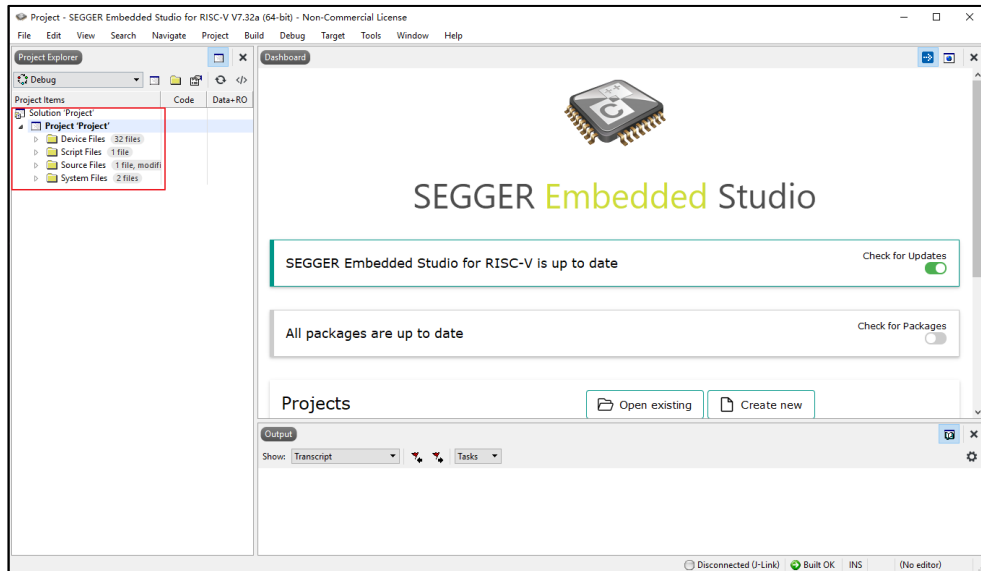 Project - SEGGER Embedded Studio for RISC-V V7.32a (64-bit) - Non-Commercial License
File Edit View Search Navigate Project Build Debug Target Tools Window Help
Project Explorer
Debug
Project Items Code Data+RO
Solution 'Project'
Project 'Project'
Device Files 32 files
Script Files 1 file
Source Files 1 file, modifi
System Files 2 files
Dashboard
C
SEGGER Embedded Studio
SEGGER Embedded Studio for RISC-V is up to date
Check for Updates
All packages are up to date
Check for Packages
Projects
Open existing
Create new
Output
Show: Transcript Tasks
Disconnected (J-Link) Built OK INS (No editor)